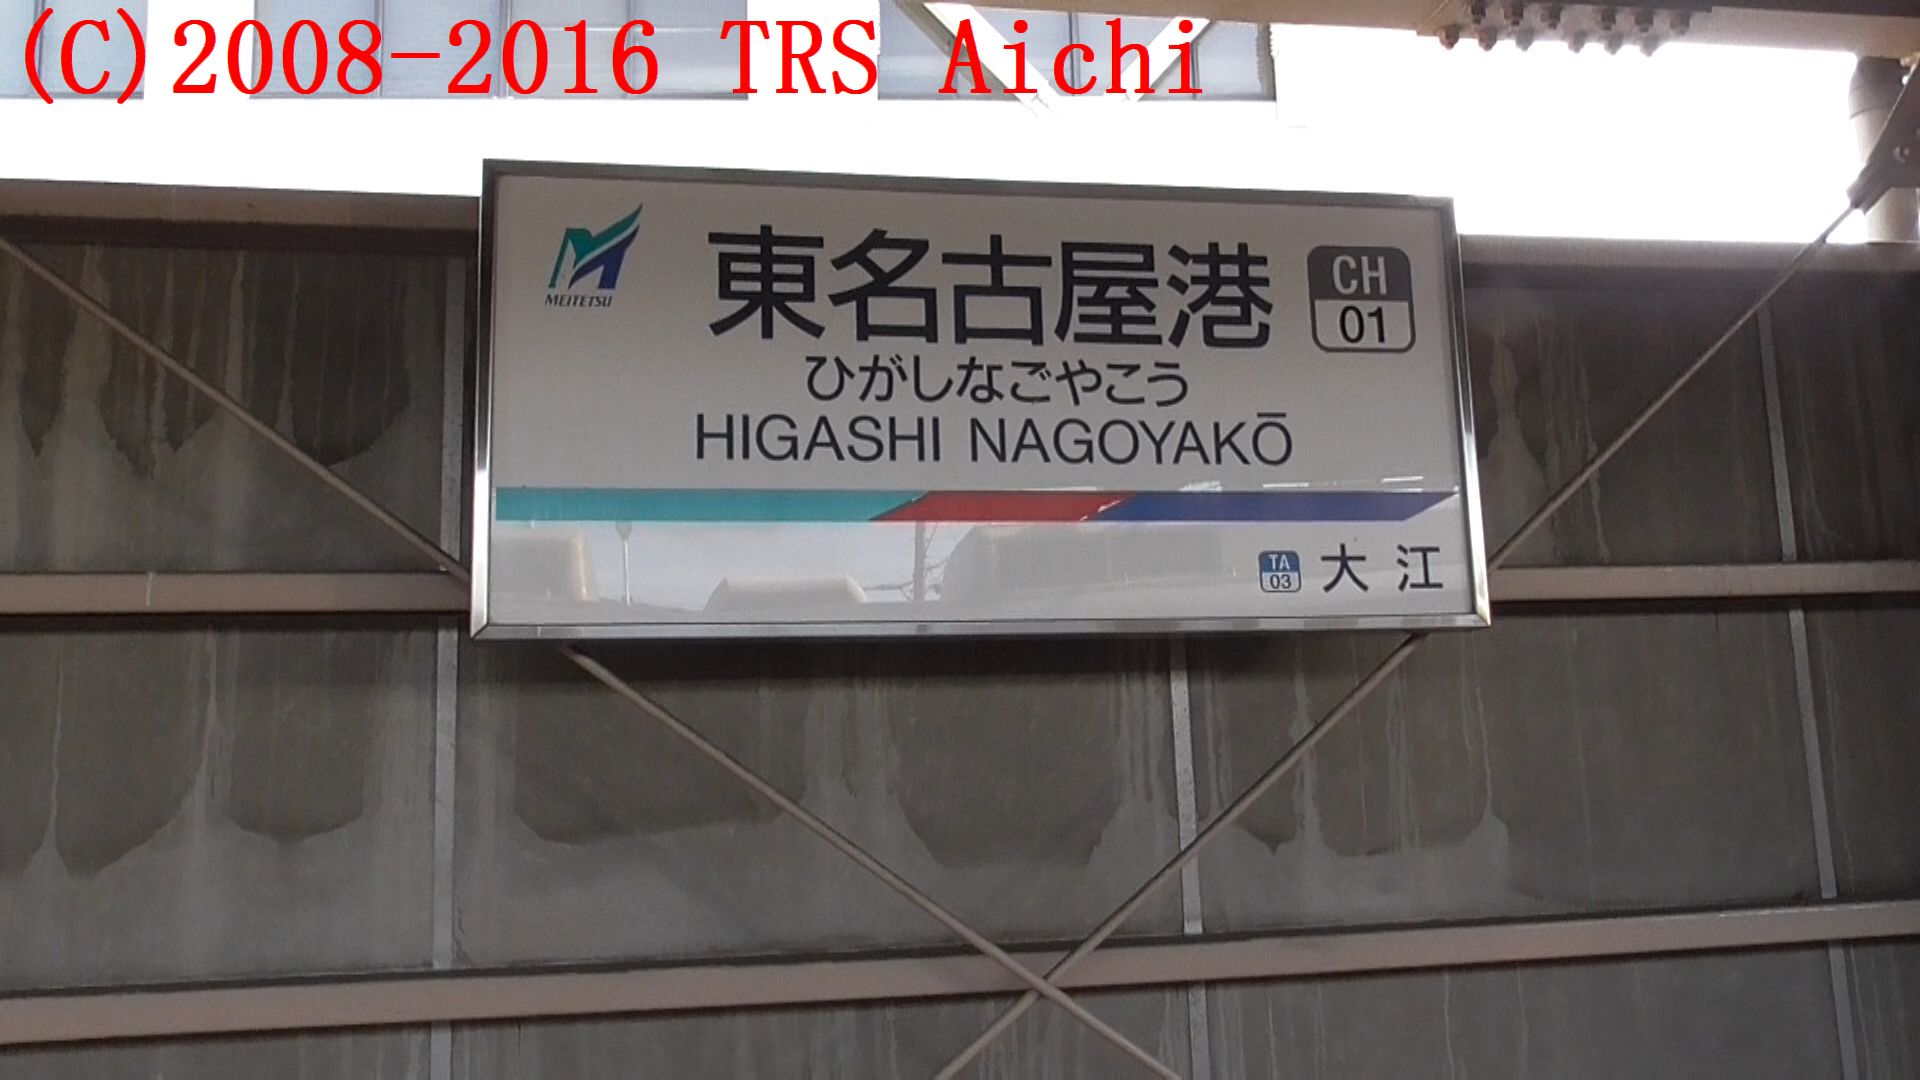 (C)2008-2016 TRS Aichi
MEITETSU
東名古屋港
CH
01
ひがしなごやこう
HIGASHI NAGOYAKŌ
TA
03
大江